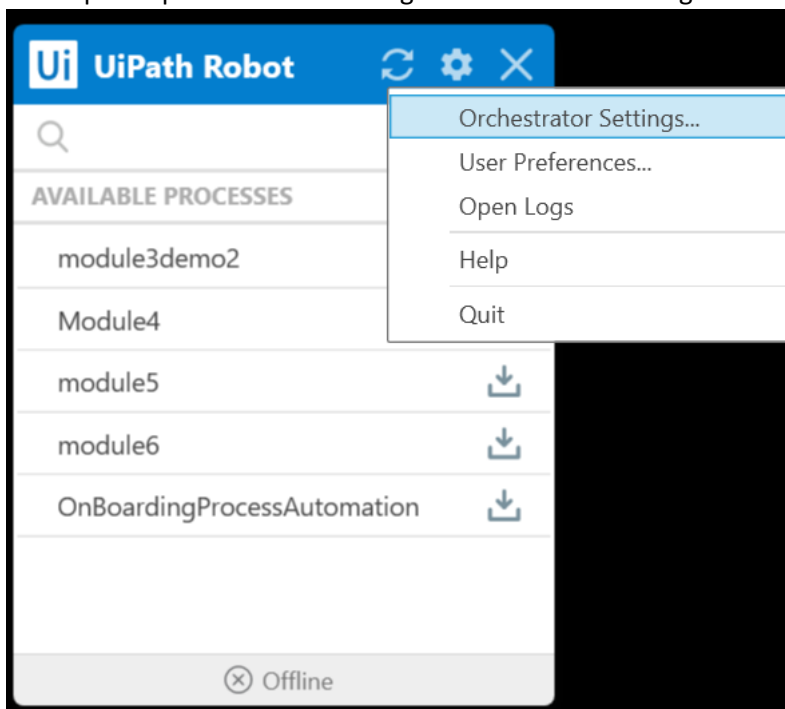 Ui UiPath Robot
Orchestrator Settings...
User Preferences...
Open Logs
Help
Quit
AVAILABLE PROCESSES
module3demo2
Module4
module5
module6
OnBoardingProcessAutomation
Offline